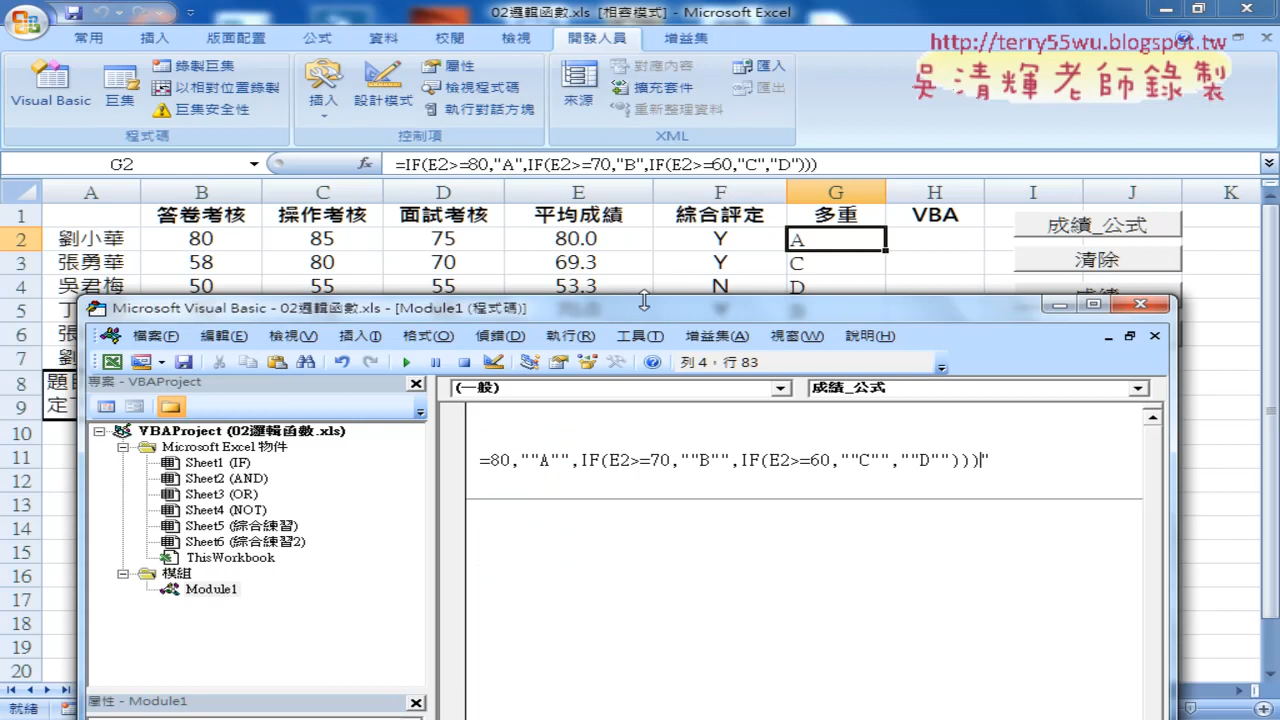 02邏輯函數.xls [相容模式] - Microsoft Excel
常用 插入 版面配置 公式 資料 校閱 檢視 開發人員 增益集
http://terry55wu.blogspot.tw
吳清輝老師錄製
Visual Basic 巨集 錄製巨集 以相對位置錄製 巨集安全性
插入 設計模式 屬性 檢視程式碼 執行對話方塊
來源 對應內容 擴充套件 重新整理資料 匯入 匯出
程式碼 控制項 XML
G2 fx =IF(E2>=80,"A",IF(E2>=70,"B",IF(E2>=60,"C","D")))
A B C D E F G H I J K
1 答卷考核 操作考核 面試考核 平均成績 綜合評定 多重 VBA
2 劉小華 80 85 75 80.0 Y A 成績_公式
3 張勇華 58 80 70 69.3 Y C 清除
4 吳君梅 50 55 55 53.3 N D
5 丁
6 張
7 劉
8 題
9 定
10
11
12
13
14
15
16
17
18
19
20
就緒
Microsoft Visual Basic - 02邏輯函數.xls - [Module1 (程式碼)]
檔案(F) 編輯(E) 檢視(V) 插入(I) 格式(O) 偵錯(D) 執行(R) 工具(T) 增益集(A) 視窗(W) 說明(H)
列 4，行 83
專案 - VBAProject
(一般) 成績_公式
VBAProject (02邏輯函數.xls)
Microsoft Excel 物件
Sheet1 (IF)
Sheet2 (AND)
Sheet3 (OR)
Sheet4 (NOT)
Sheet5 (綜合練習)
Sheet6 (綜合練習2)
ThisWorkbook
模組
Module1
=80,""A"",IF(E2>=70,""B"",IF(E2>=60,""C"",""D"")))"
屬性 - Module1